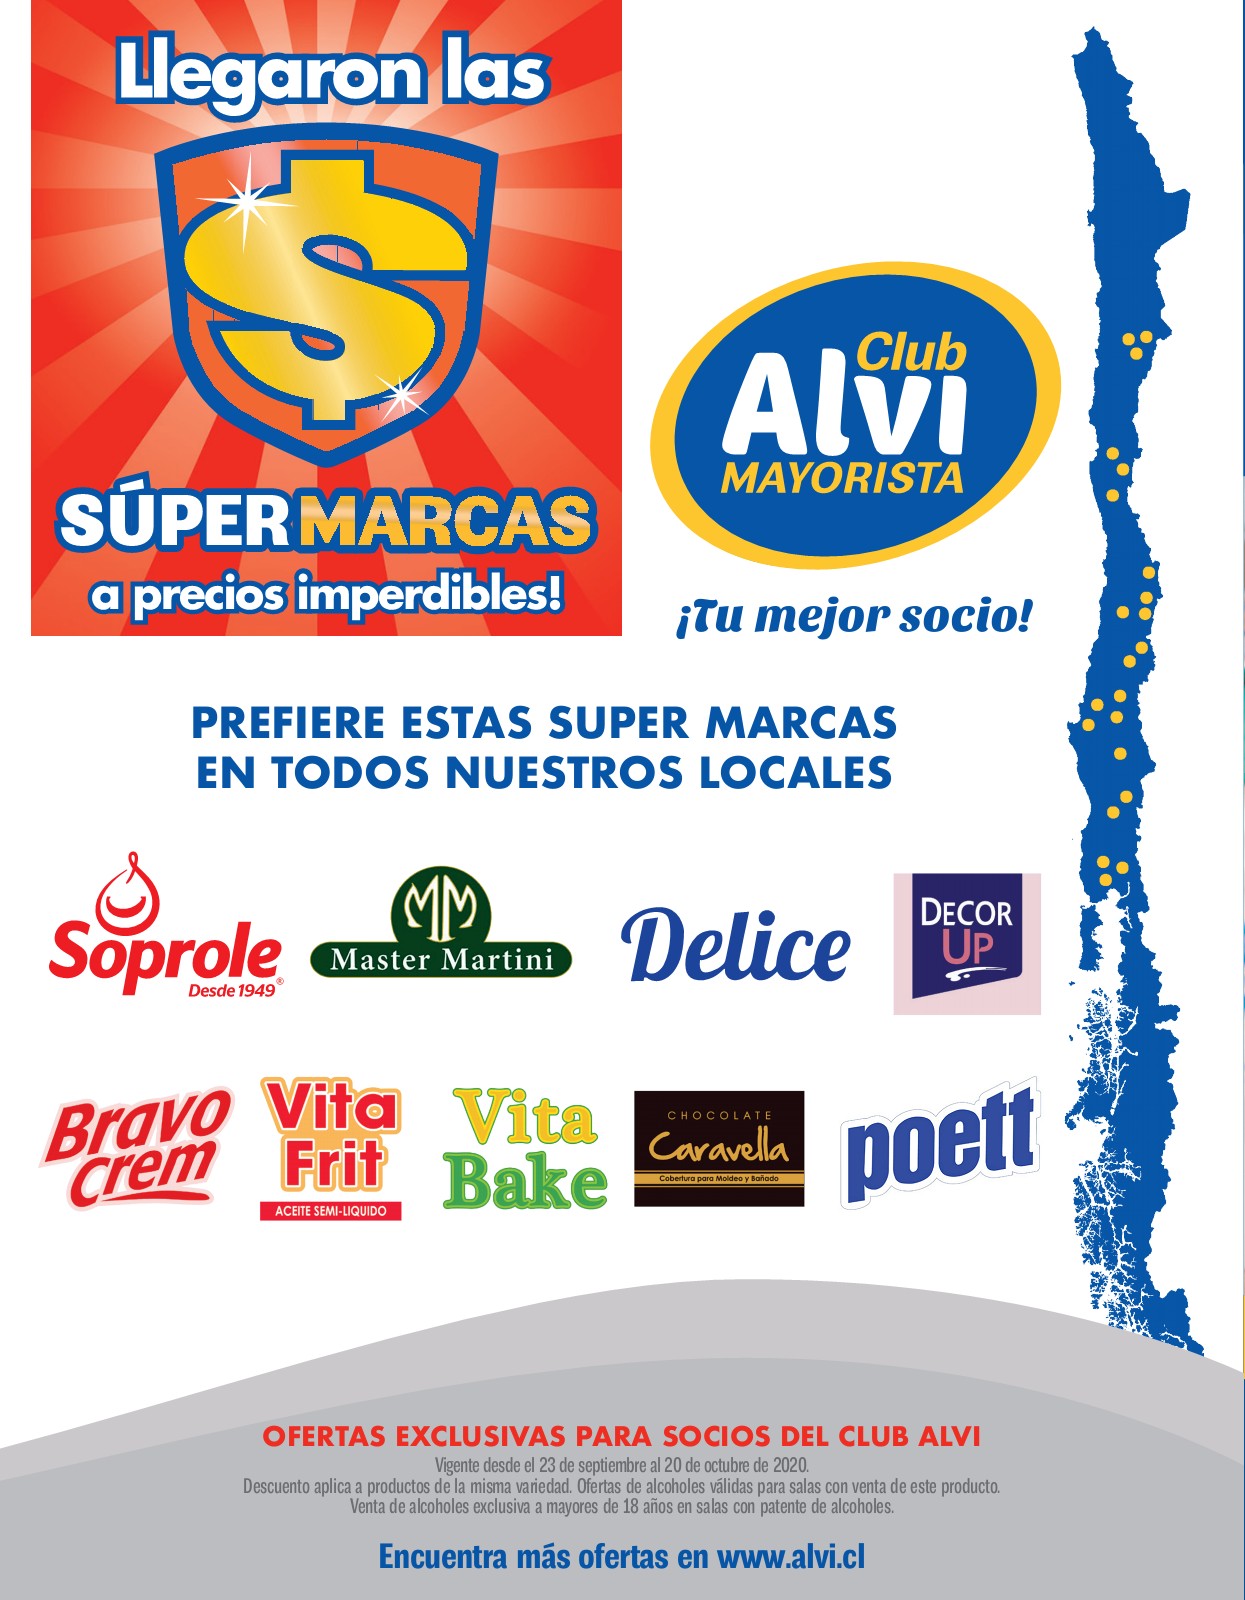 Llegaron las
$
SÚPER MARCAS
a precios imperdibles!
Club
Alvi
MAYORISTA
¡Tu mejor socio!
PREFIERE ESTAS SUPER MARCAS
EN TODOS NUESTROS LOCALES
Soprole®
Desde 1949
MM
Master Martini
Delice
DECOR
UP
Bravo
Crem
Vita
Frit
ACEITE SEMI-LIQUIDO
Vita
Bake
CHOCOLATE
Caravella
Cobertura para Moldeo y Bañado
poett
OFERTAS EXCLUSIVAS PARA SOCIOS DEL CLUB ALVI
Vigente desde el 23 de septiembre al 20 de octubre de 2020.
Descuento aplica a productos de la misma variedad. Ofertas de alcoholes válidas para salas con venta de este producto.
Venta de alcoholes exclusiva a mayores de 18 años en salas con patente de alcoholes.
Encuentra más ofertas en www.alvi.cl